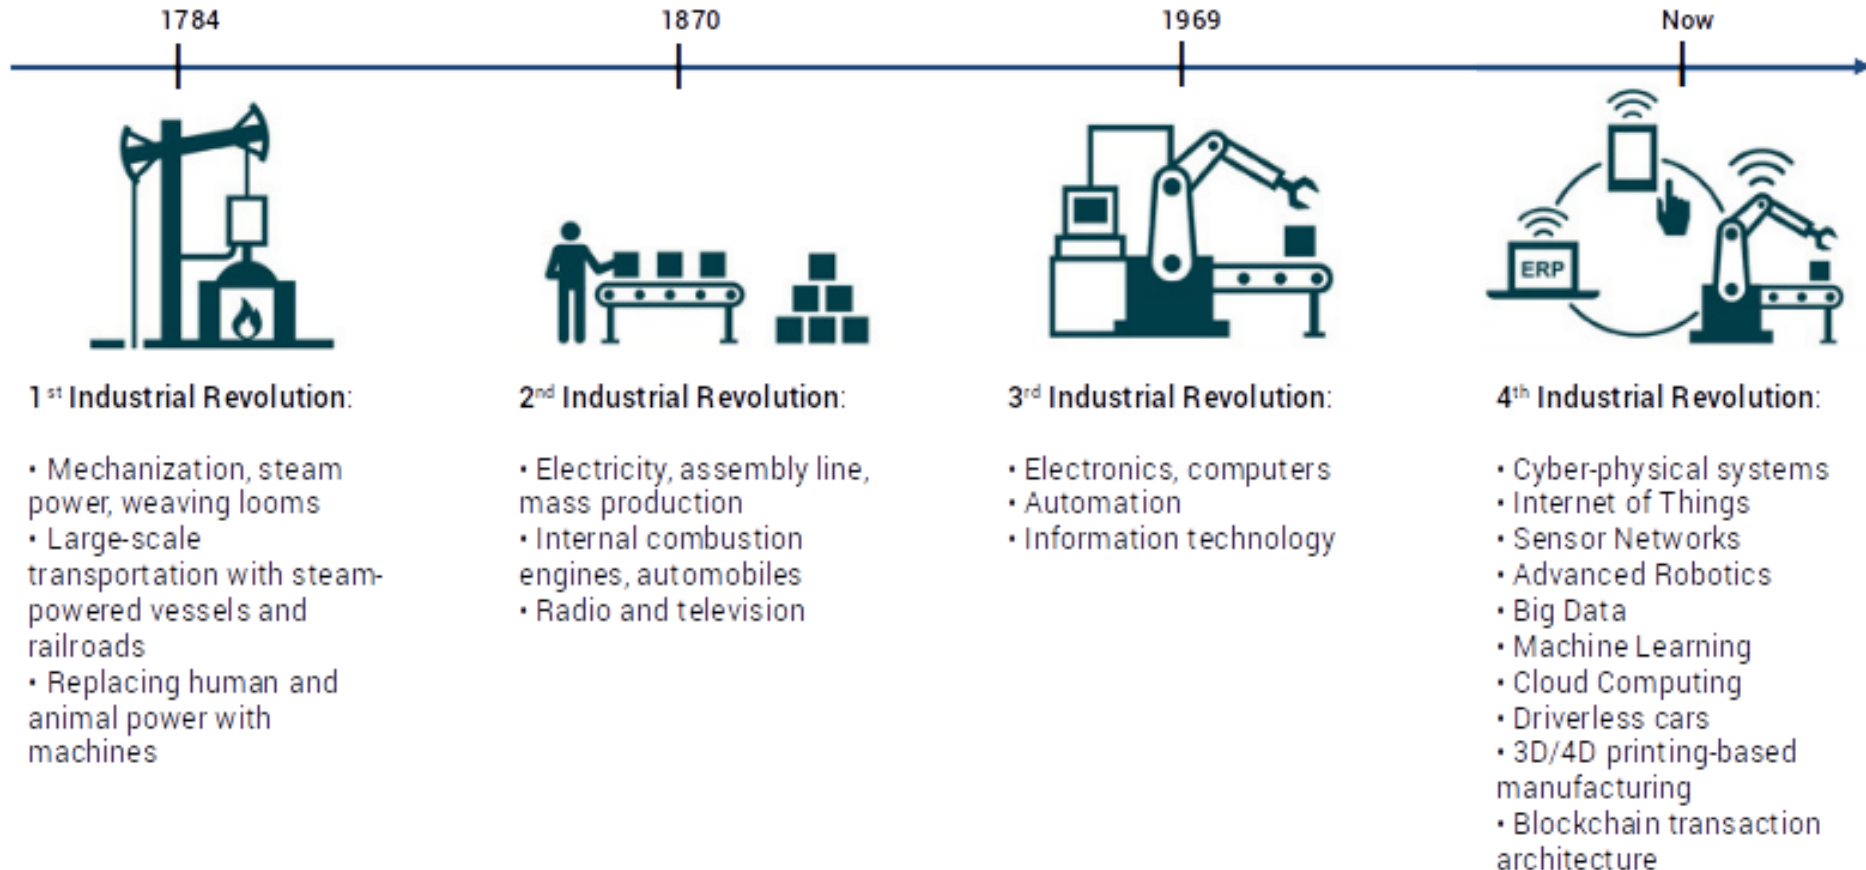 1784
1870
1969
Now
ERP
1st Industrial Revolution:
• Mechanization, steam
power, weaving looms
• Large-scale
transportation with steam-
powered vessels and
railroads
• Replacing human and
animal power with
machines
2nd Industrial Revolution:
• Electricity, assembly line,
mass production
• Internal combustion
engines, automobiles
• Radio and television
3rd Industrial Revolution:
• Electronics, computers
• Automation
• Information technology
4th Industrial Revolution:
• Cyber-physical systems
• Internet of Things
• Sensor Networks
• Advanced Robotics
• Big Data
• Machine Learning
• Cloud Computing
• Driverless cars
• 3D/4D printing-based
manufacturing
• Blockchain transaction
architecture